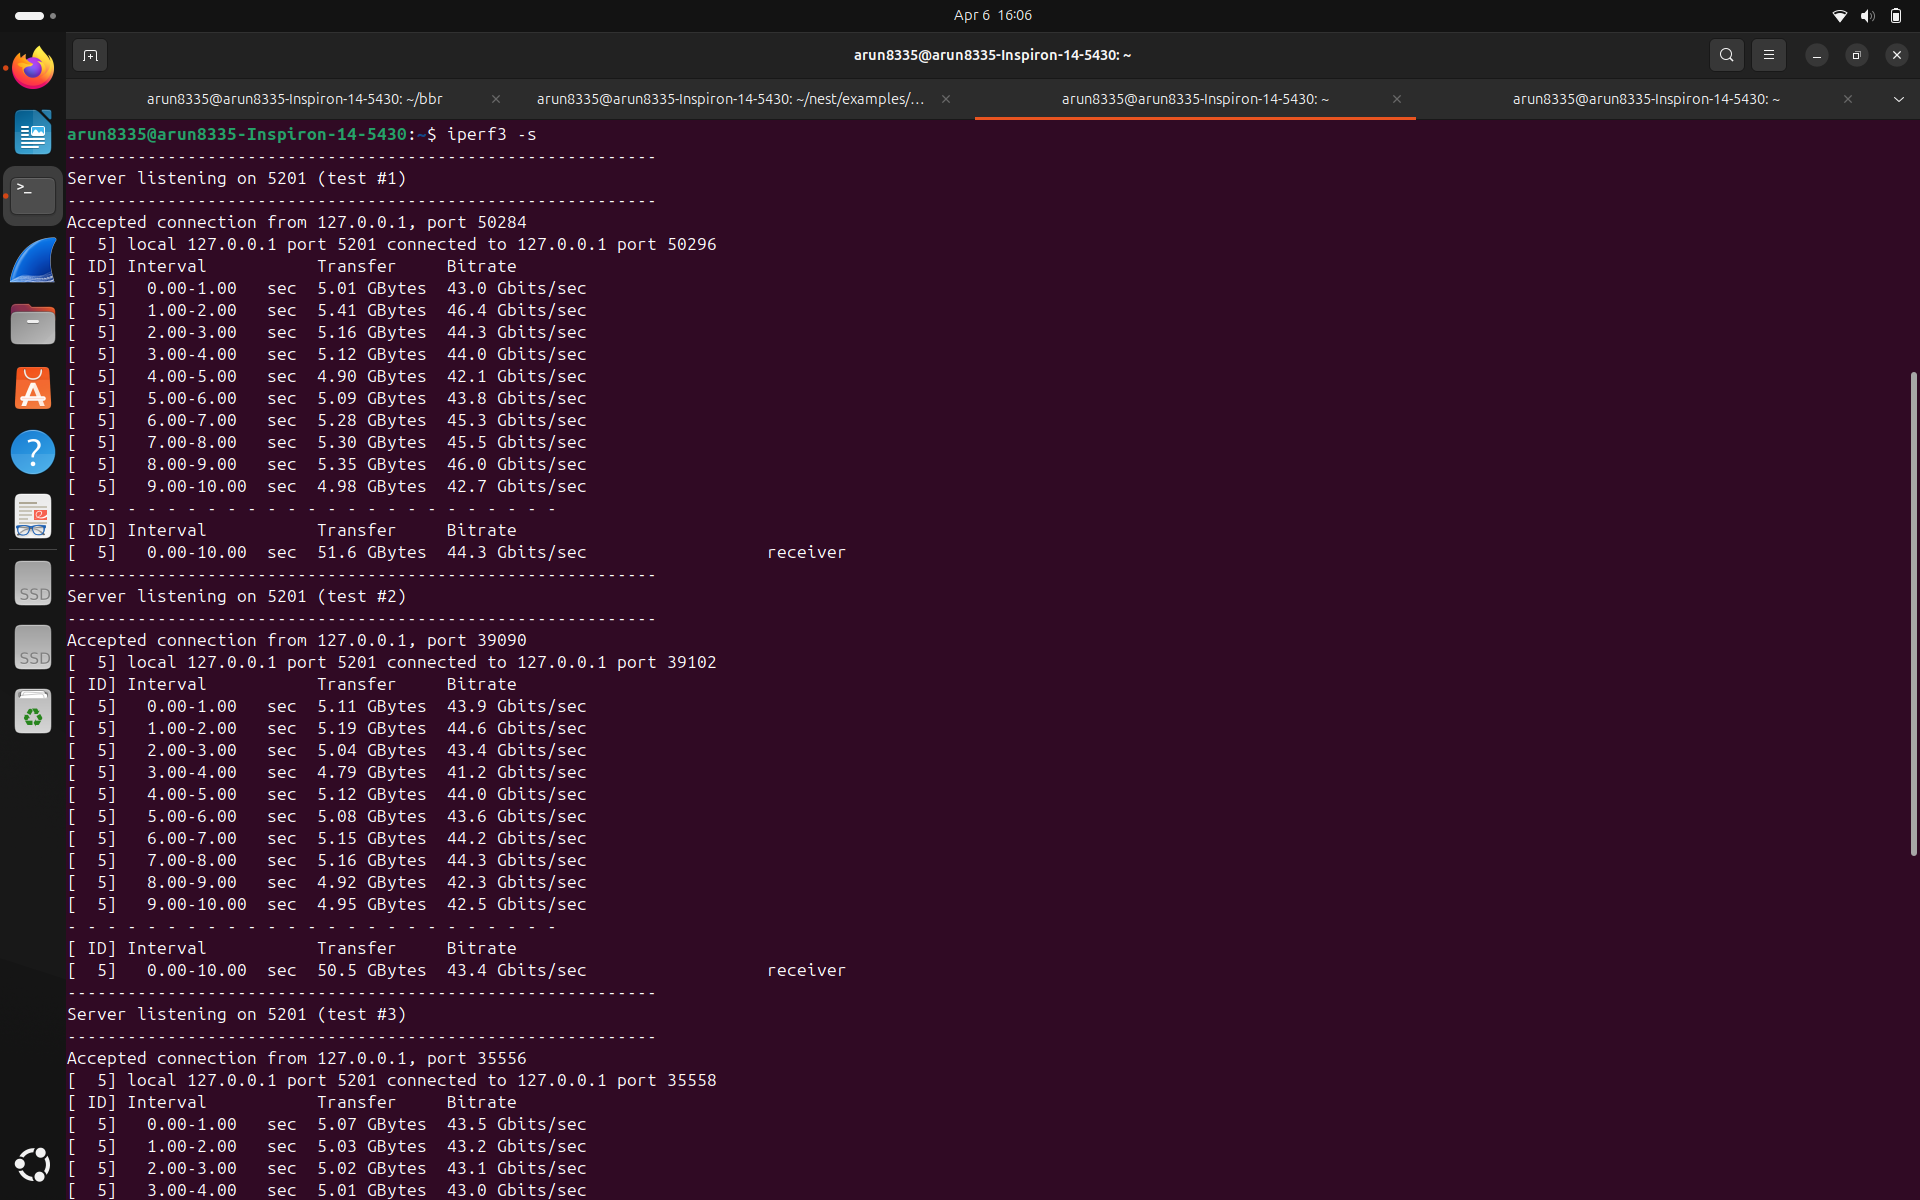 Apr 6 16:06
arun8335@arun8335-Inspiron-14-5430: ~
arun8335@arun8335-Inspiron-14-5430: ~/bbr
arun8335@arun8335-Inspiron-14-5430: ~/nest/examples/...
arun8335@arun8335-Inspiron-14-5430: ~
arun8335@arun8335-Inspiron-14-5430: ~
arun8335@arun8335-Inspiron-14-5430:~$ iperf3 -s
-----------------------------------------------------------
Server listening on 5201 (test #1)
-----------------------------------------------------------
Accepted connection from 127.0.0.1, port 50284
[  5] local 127.0.0.1 port 5201 connected to 127.0.0.1 port 50296
[ ID] Interval           Transfer     Bitrate
[  5]   0.00-1.00   sec  5.01 GBytes  43.0 Gbits/sec
[  5]   1.00-2.00   sec  5.41 GBytes  46.4 Gbits/sec
[  5]   2.00-3.00   sec  5.16 GBytes  44.3 Gbits/sec
[  5]   3.00-4.00   sec  5.12 GBytes  44.0 Gbits/sec
[  5]   4.00-5.00   sec  4.90 GBytes  42.1 Gbits/sec
[  5]   5.00-6.00   sec  5.09 GBytes  43.8 Gbits/sec
[  5]   6.00-7.00   sec  5.28 GBytes  45.3 Gbits/sec
[  5]   7.00-8.00   sec  5.30 GBytes  45.5 Gbits/sec
[  5]   8.00-9.00   sec  5.35 GBytes  46.0 Gbits/sec
[  5]   9.00-10.00  sec  4.98 GBytes  42.7 Gbits/sec
- - - - - - - - - - - - - - - - - - - - - - - - -
[ ID] Interval           Transfer     Bitrate
[  5]   0.00-10.00  sec  51.6 GBytes  44.3 Gbits/sec                  receiver
-----------------------------------------------------------
Server listening on 5201 (test #2)
-----------------------------------------------------------
Accepted connection from 127.0.0.1, port 39090
[  5] local 127.0.0.1 port 5201 connected to 127.0.0.1 port 39102
[ ID] Interval           Transfer     Bitrate
[  5]   0.00-1.00   sec  5.11 GBytes  43.9 Gbits/sec
[  5]   1.00-2.00   sec  5.19 GBytes  44.6 Gbits/sec
[  5]   2.00-3.00   sec  5.04 GBytes  43.4 Gbits/sec
[  5]   3.00-4.00   sec  4.79 GBytes  41.2 Gbits/sec
[  5]   4.00-5.00   sec  5.12 GBytes  44.0 Gbits/sec
[  5]   5.00-6.00   sec  5.08 GBytes  43.6 Gbits/sec
[  5]   6.00-7.00   sec  5.15 GBytes  44.2 Gbits/sec
[  5]   7.00-8.00   sec  5.16 GBytes  44.3 Gbits/sec
[  5]   8.00-9.00   sec  4.92 GBytes  42.3 Gbits/sec
[  5]   9.00-10.00  sec  4.95 GBytes  42.5 Gbits/sec
- - - - - - - - - - - - - - - - - - - - - - - - -
[ ID] Interval           Transfer     Bitrate
[  5]   0.00-10.00  sec  50.5 GBytes  43.4 Gbits/sec                  receiver
-----------------------------------------------------------
Server listening on 5201 (test #3)
-----------------------------------------------------------
Accepted connection from 127.0.0.1, port 35556
[  5] local 127.0.0.1 port 5201 connected to 127.0.0.1 port 35558
[ ID] Interval           Transfer     Bitrate
[  5]   0.00-1.00   sec  5.07 GBytes  43.5 Gbits/sec
[  5]   1.00-2.00   sec  5.03 GBytes  43.2 Gbits/sec
[  5]   2.00-3.00   sec  5.02 GBytes  43.1 Gbits/sec
[  5]   3.00-4.00   sec  5.01 GBytes  43.0 Gbits/sec
SSD
SSD